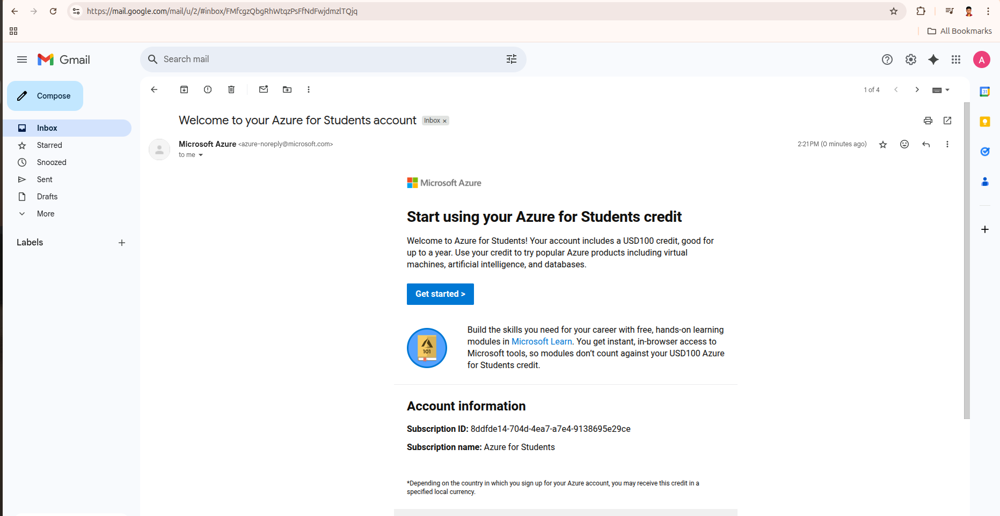 https://mail.google.com/mail/u/2/#inbox/FMfcgzQbgRhWtqzPsFfNdFwjdmzlTQjq
All Bookmarks
Gmail
Search mail
A
Compose
1 of 4
31
Inbox
Starred
Snoozed
Sent
Drafts
More
Labels
Welcome to your Azure for Students account
Inbox ×
Microsoft Azure <azure-noreply@microsoft.com>
2:21 PM (0 minutes ago)
to me
Microsoft Azure
Start using your Azure for Students credit
Welcome to Azure for Students! Your account includes a USD100 credit, good for
up to a year. Use your credit to try popular Azure products including virtual
machines, artificial intelligence, and databases.
Get started >
101
Build the skills you need for your career with free, hands-on learning
modules in Microsoft Learn. You get instant, in-browser access to
Microsoft tools, so modules don’t count against your USD100 Azure
for Students credit.
Account information
Subscription ID: 8ddfde14-704d-4ea7-a7e4-9138695e29ce
Subscription name: Azure for Students
*Depending on the country in which you sign up for your Azure account, you may receive this credit in a
specified local currency.